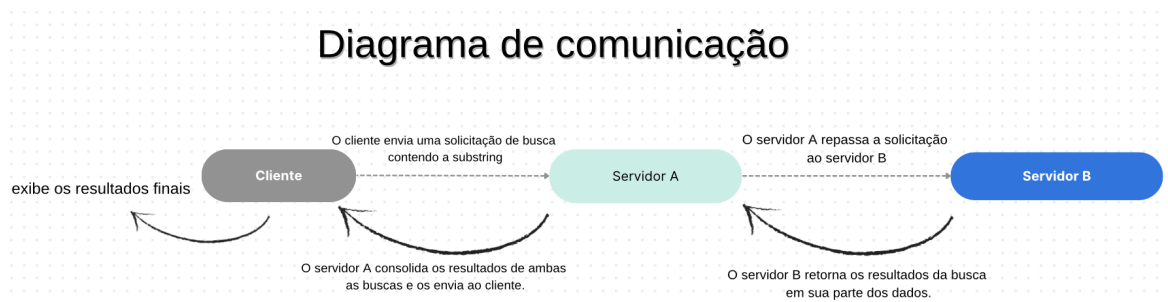 Diagrama de comunicação
O cliente envia uma solicitação de busca
contendo a substring
O servidor A repassa a solicitação
ao servidor B
exibe os resultados finais
Cliente
Servidor A
Servidor B
O servidor A consolida os resultados de ambas
as buscas e os envia ao cliente.
O servidor B retorna os resultados da busca
em sua parte dos dados.